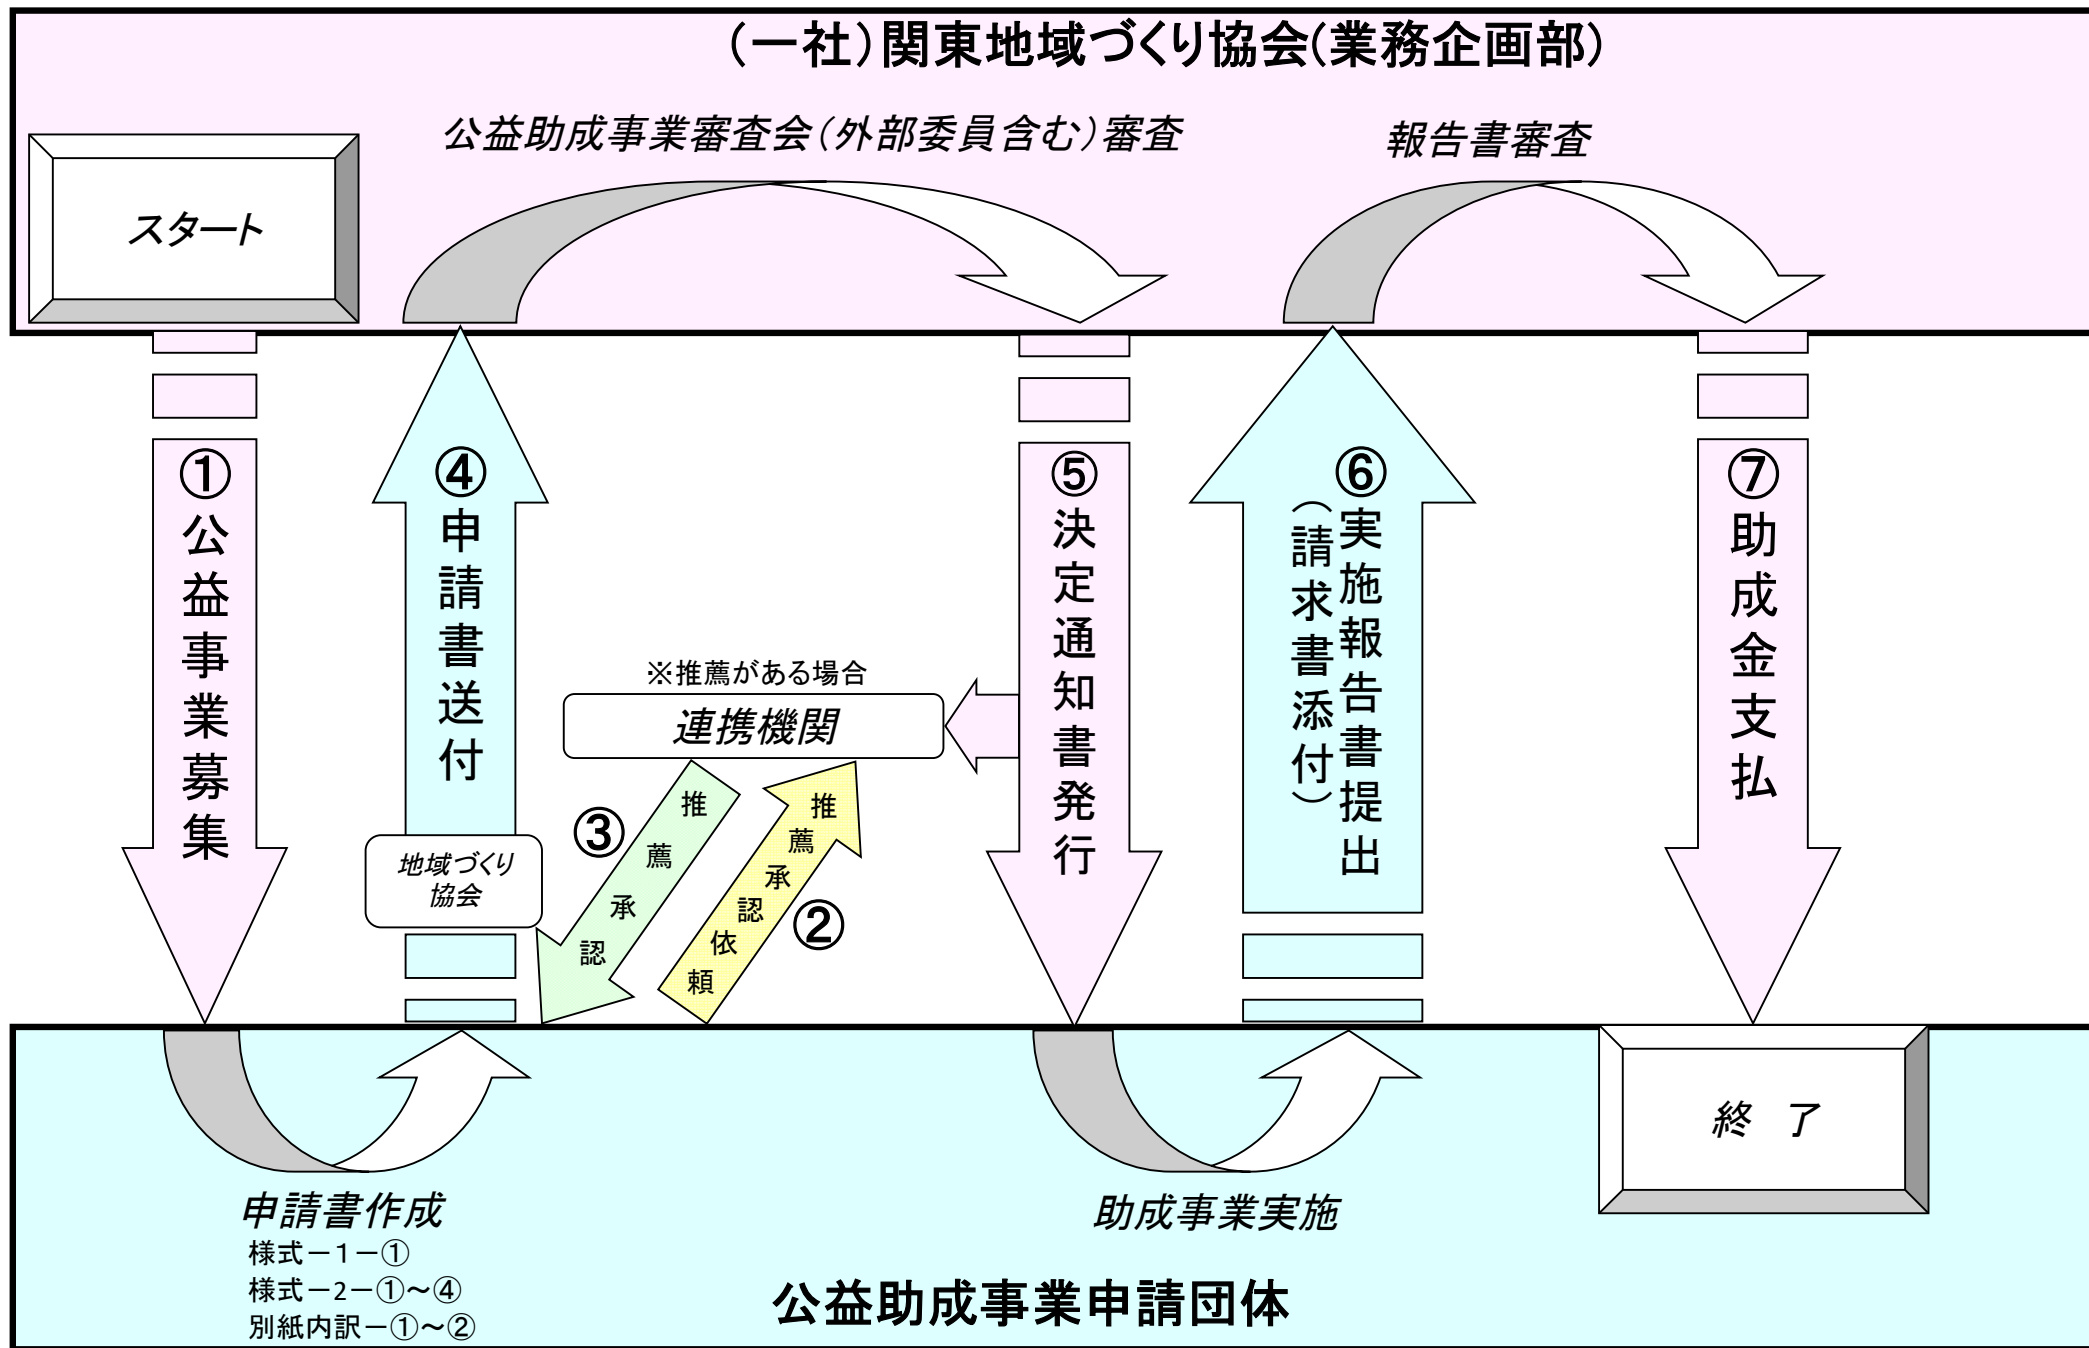 （一社）関東地域づくり協会(業務企画部)
公益助成事業審査会（外部委員含む）審査
報告書審査
スタート
①公益事業募集
④申請書送付
⑤決定通知書発行
⑥実施報告書提出
（請求書添付）
⑦助成金支払
※推薦がある場合
連携機関
③
推薦承認
推薦承認依頼
②
地域づくり
協会
申請書作成
様式－1－①
様式－2－①～④
別紙内訳－①～②
助成事業実施
終　了
公益助成事業申請団体